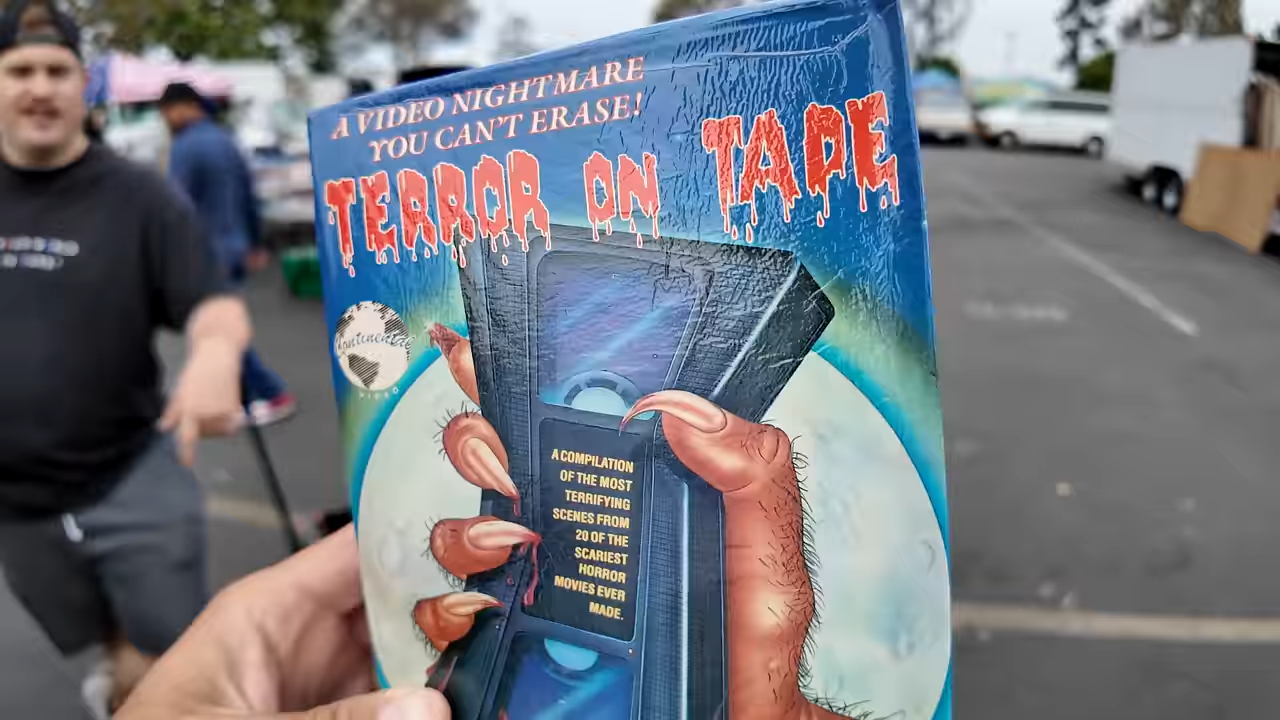 A VIDEO NIGHTMARE
YOU CAN'T ERASE!
TERROR ON TAPE
Continental
VIDEO
A COMPILATION
OF THE MOST
TERRIFYING
SCENES FROM
20 OF THE
SCARIEST
HORROR
MOVIES EVER
MADE.